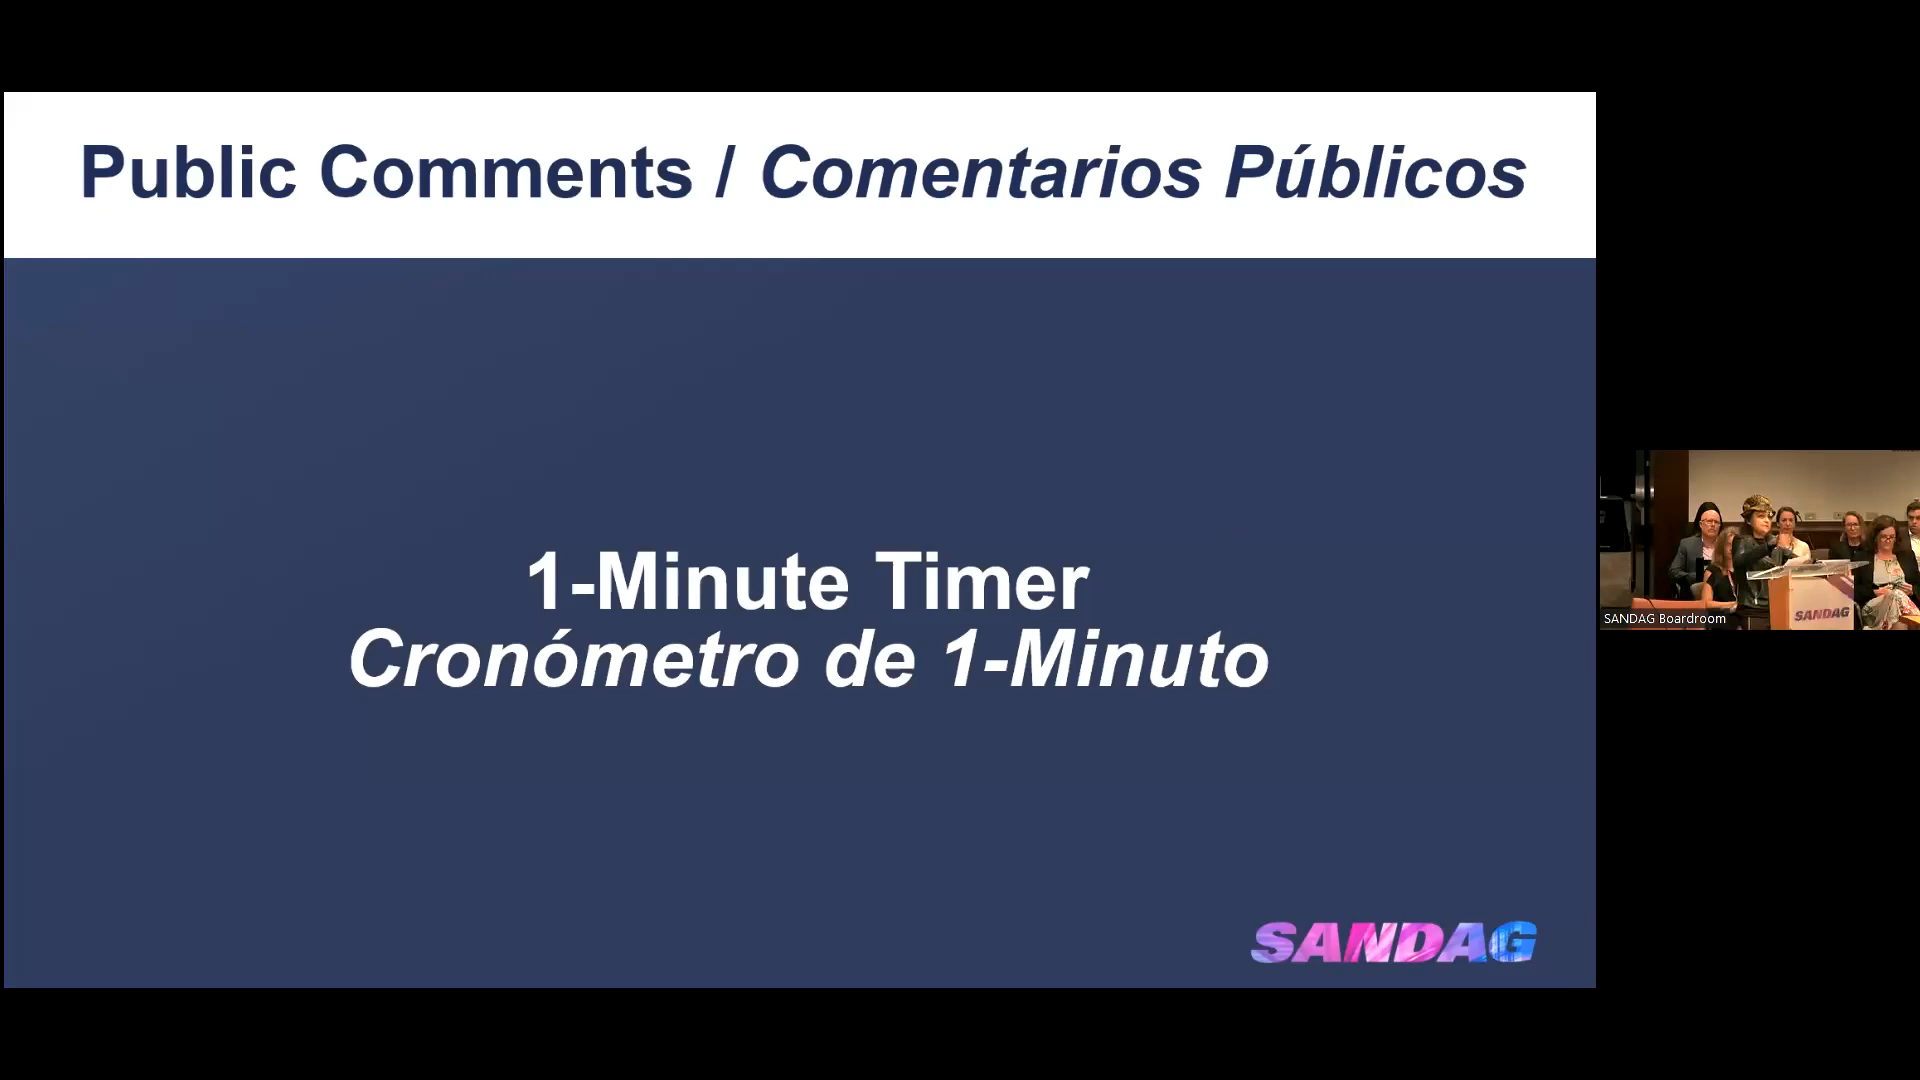 Public Comments / Comentarios Públicos
1-Minute Timer
Cronómetro de 1-Minuto
SANDAG
SANDAG
SANDAG Boardroom